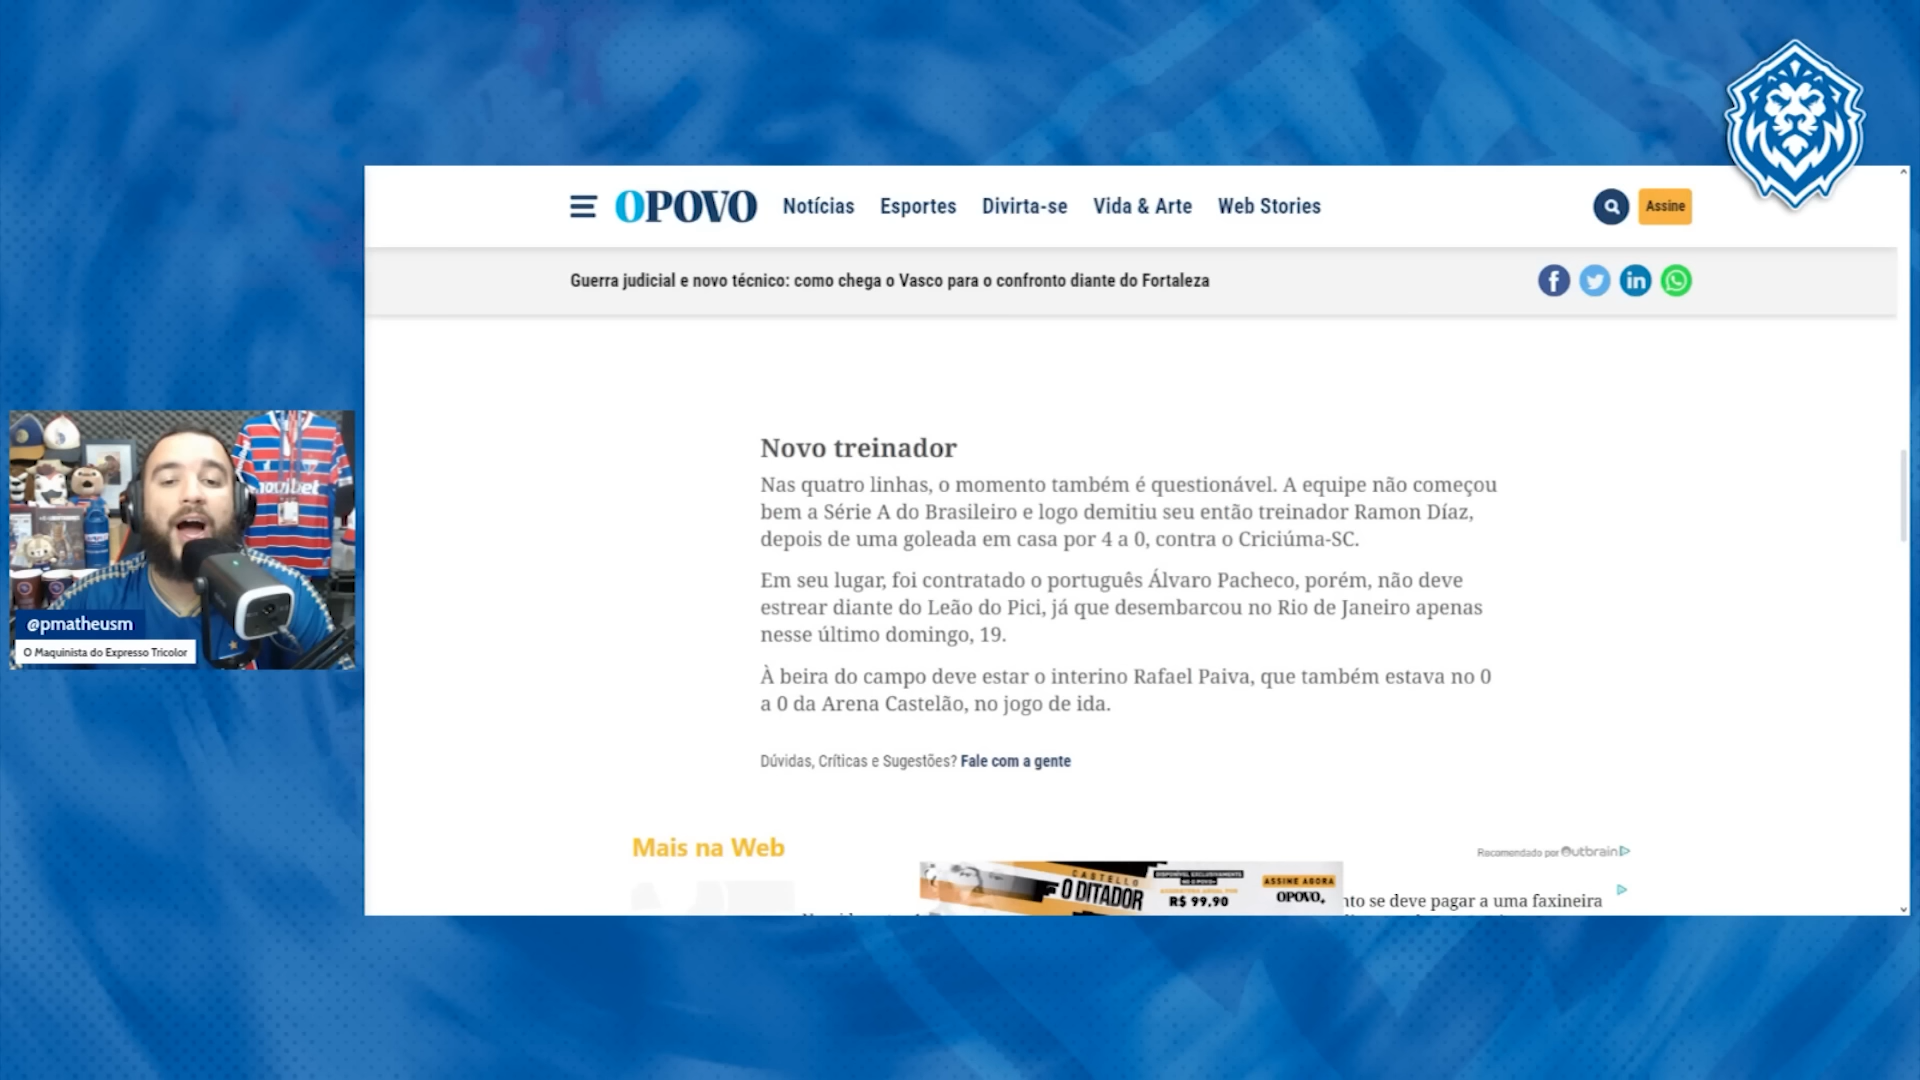 OPOVO Notícias Esportes Divirta-se Vida & Arte Web Stories Assine
Guerra judicial e novo técnico: como chega o Vasco para o confronto diante do Fortaleza
Novo treinador
Nas quatro linhas, o momento também é questionável. A equipe não começou
bem a Série A do Brasileiro e logo demitiu seu então treinador Ramon Díaz,
depois de uma goleada em casa por 4 a 0, contra o Criciúma-SC.
Em seu lugar, foi contratado o português Álvaro Pacheco, porém, não deve
estrear diante do Leão do Pici, já que desembarcou no Rio de Janeiro apenas
nesse último domingo, 19.
À beira do campo deve estar o interino Rafael Paiva, que também estava no 0
a 0 da Arena Castelão, no jogo de ida.
Dúvidas, Críticas e Sugestões? Fale com a gente
novibet
@pmatheusm
O Maquinista do Expresso Tricolor
Mais na Web
Recomendado por Outbrain
CASTELLO
O DITADOR
DISPONÍVEL EXCLUSIVAMENTE
NO O POVO+
R$ 99,90
ASSINE AGORA
OPOVO+
nto se deve pagar a uma faxineira